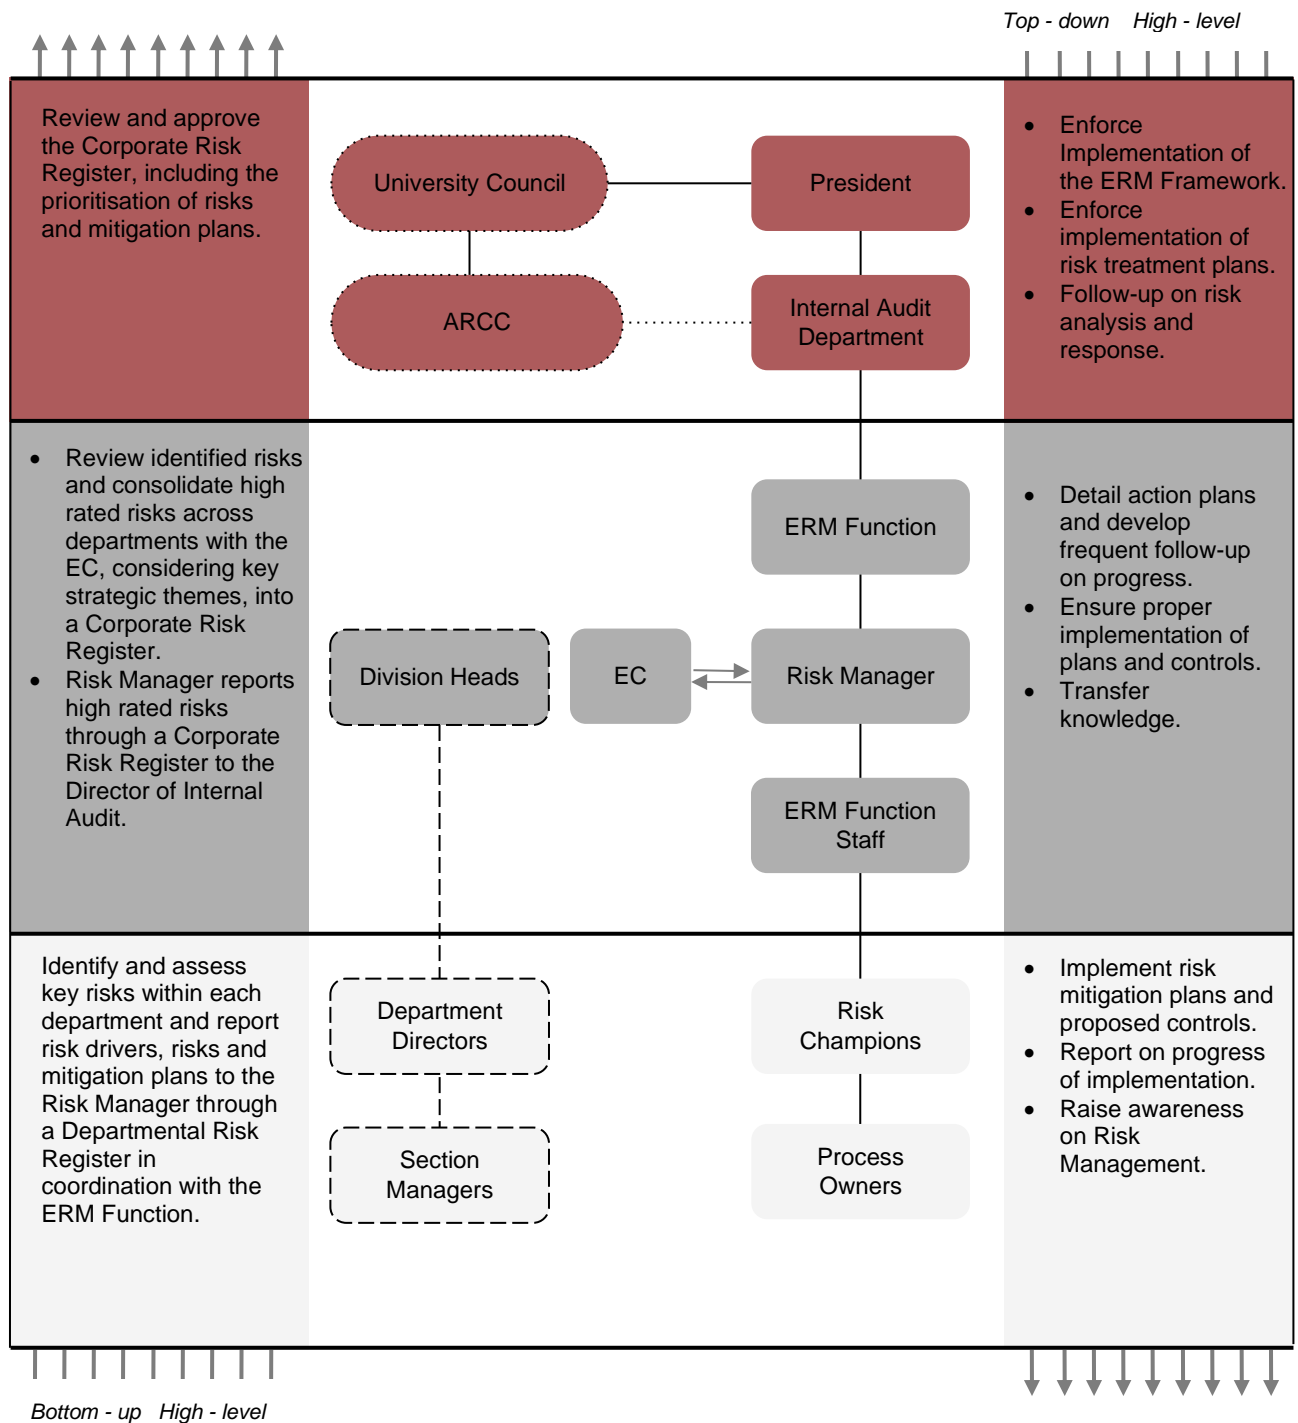 Top - down High - level
Review and approve
the Corporate Risk
Register, including the
prioritisation of risks
and mitigation plans.
University Council
President
ARCC
Internal Audit
Department
• Enforce
Implementation of
the ERM Framework.
• Enforce
implementation of
risk treatment plans.
• Follow-up on risk
analysis and
response.
• Review identified risks
and consolidate high
rated risks across
departments with the
EC, considering key
strategic themes, into
a Corporate Risk
Register.
• Risk Manager reports
high rated risks
through a Corporate
Risk Register to the
Director of Internal
Audit.
ERM Function
Division Heads
EC
Risk Manager
ERM Function
Staff
• Detail action plans
and develop
frequent follow-up
on progress.
• Ensure proper
implementation of
plans and controls.
• Transfer
knowledge.
Identify and assess
key risks within each
department and report
risk drivers, risks and
mitigation plans to the
Risk Manager through
a Departmental Risk
Register in
coordination with the
ERM Function.
Department
Directors
Risk
Champions
Section
Managers
Process
Owners
• Implement risk
mitigation plans and
proposed controls.
• Report on progress
of implementation.
• Raise awareness
on Risk
Management.
Bottom - up High - level